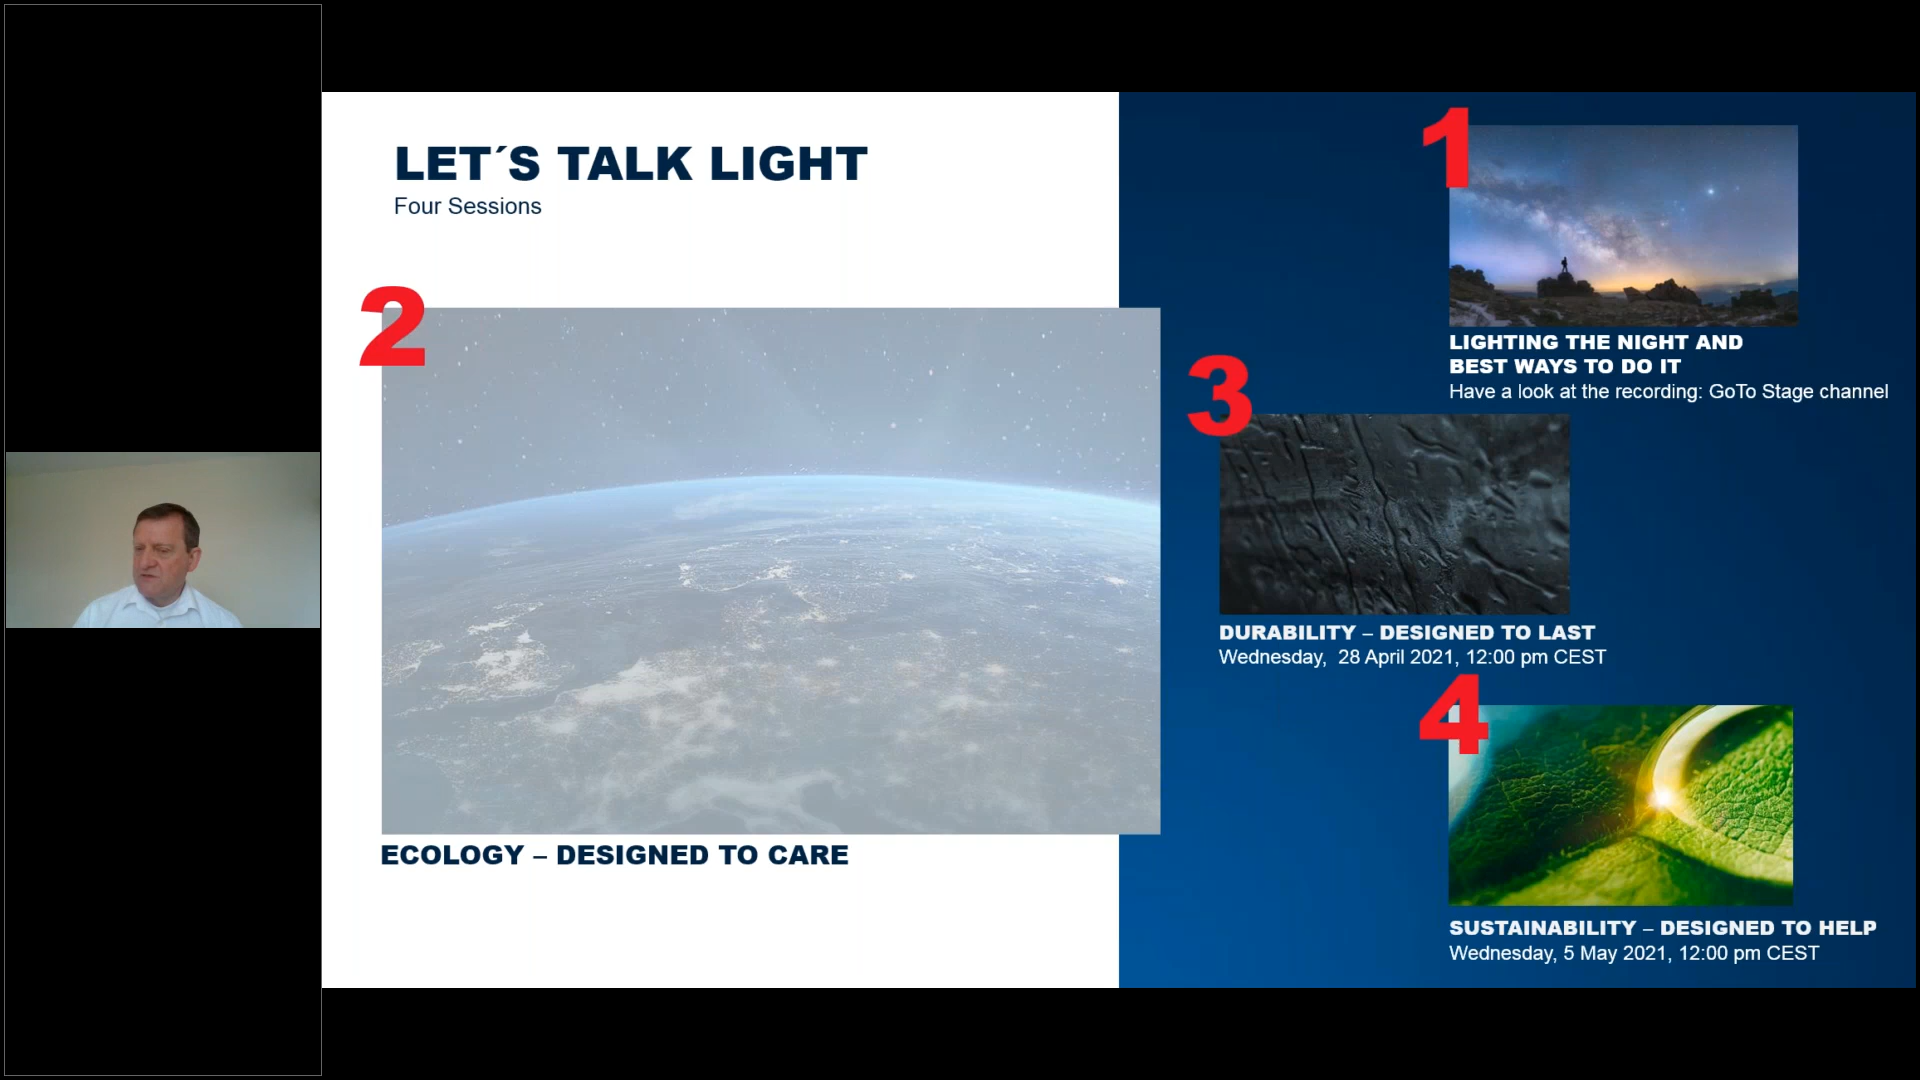 LET´S TALK LIGHT
Four Sessions
2
ECOLOGY – DESIGNED TO CARE
1
LIGHTING THE NIGHT AND
BEST WAYS TO DO IT
Have a look at the recording: GoTo Stage channel
3
DURABILITY – DESIGNED TO LAST
Wednesday,  28 April 2021, 12:00 pm CEST
4
SUSTAINABILITY – DESIGNED TO HELP
Wednesday, 5 May 2021, 12:00 pm CEST